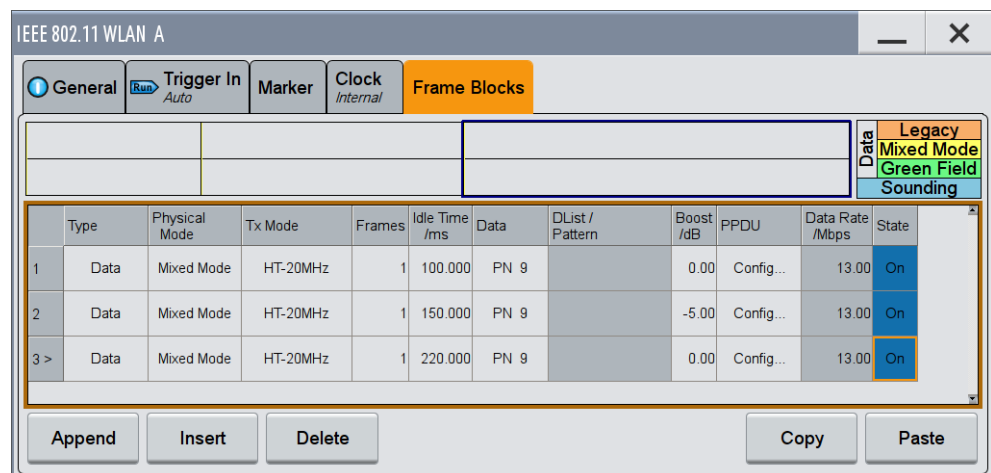 IEEE 802.11 WLAN A
General
Run Trigger In
Auto
Marker
Clock
Internal
Frame Blocks
Data
Legacy
Mixed Mode
Green Field
Sounding
Type Physical Mode Tx Mode Frames Idle Time /ms Data DList / Pattern Boost /dB PPDU Data Rate /Mbps State
1 Data Mixed Mode HT-20MHz 1 100.000 PN 9 0.00 Config... 13.00 On
2 Data Mixed Mode HT-20MHz 1 150.000 PN 9 -5.00 Config... 13.00 On
3 > Data Mixed Mode HT-20MHz 1 220.000 PN 9 0.00 Config... 13.00 On
Append Insert Delete Copy Paste